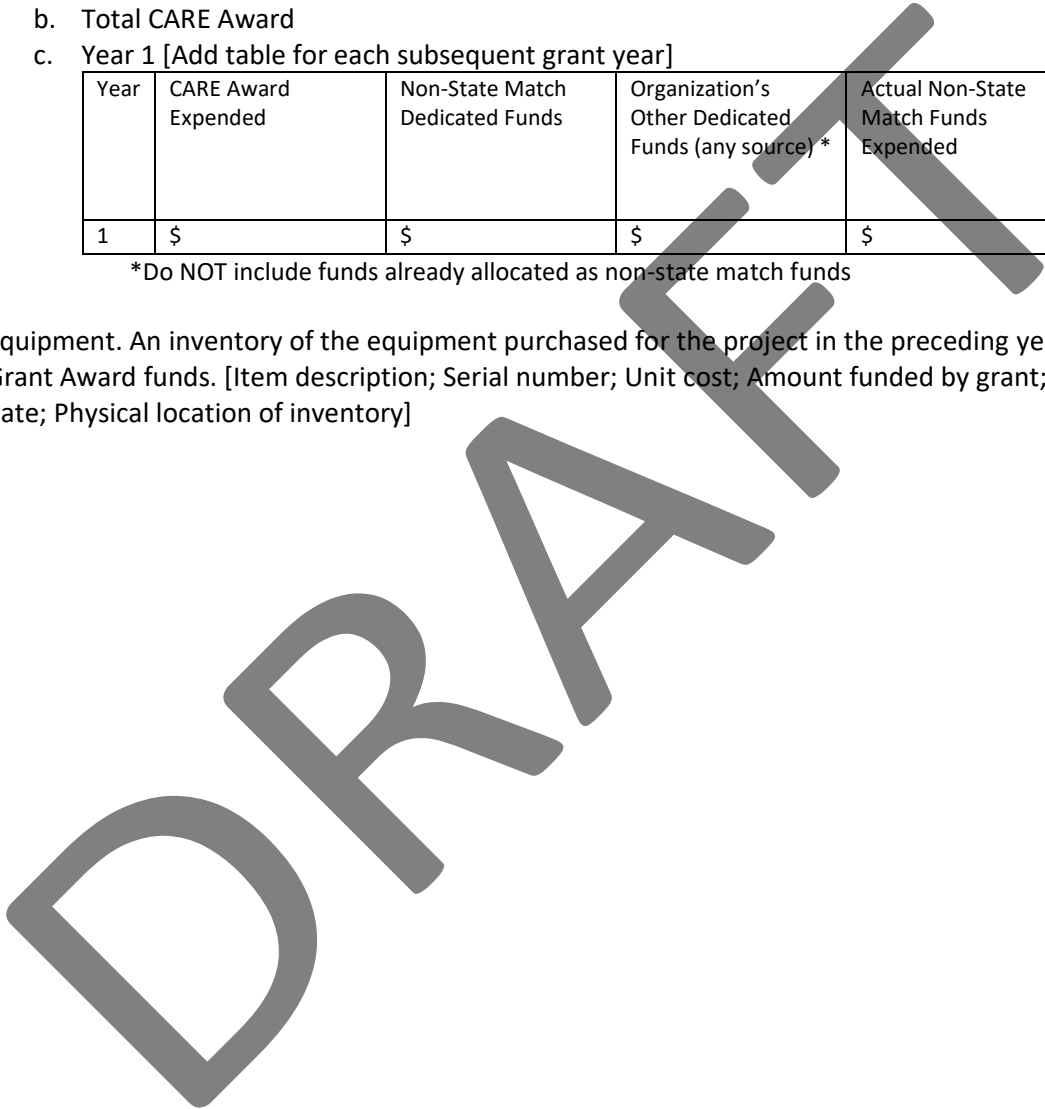 b. Total CARE Award
c. Year 1 [Add table for each subsequent grant year]
Year CARE Award Expended Non-State Match Dedicated Funds Organization's Other Dedicated Funds (any source) * Actual Non-State Match Funds Expended
1 $ $ $ $
*Do NOT include funds already allocated as non-state match funds
quipment. An inventory of the equipment purchased for the project in the preceding ye
Grant Award funds. [Item description; Serial number; Unit cost; Amount funded by grant;
ate; Physical location of inventory]
DRAFT